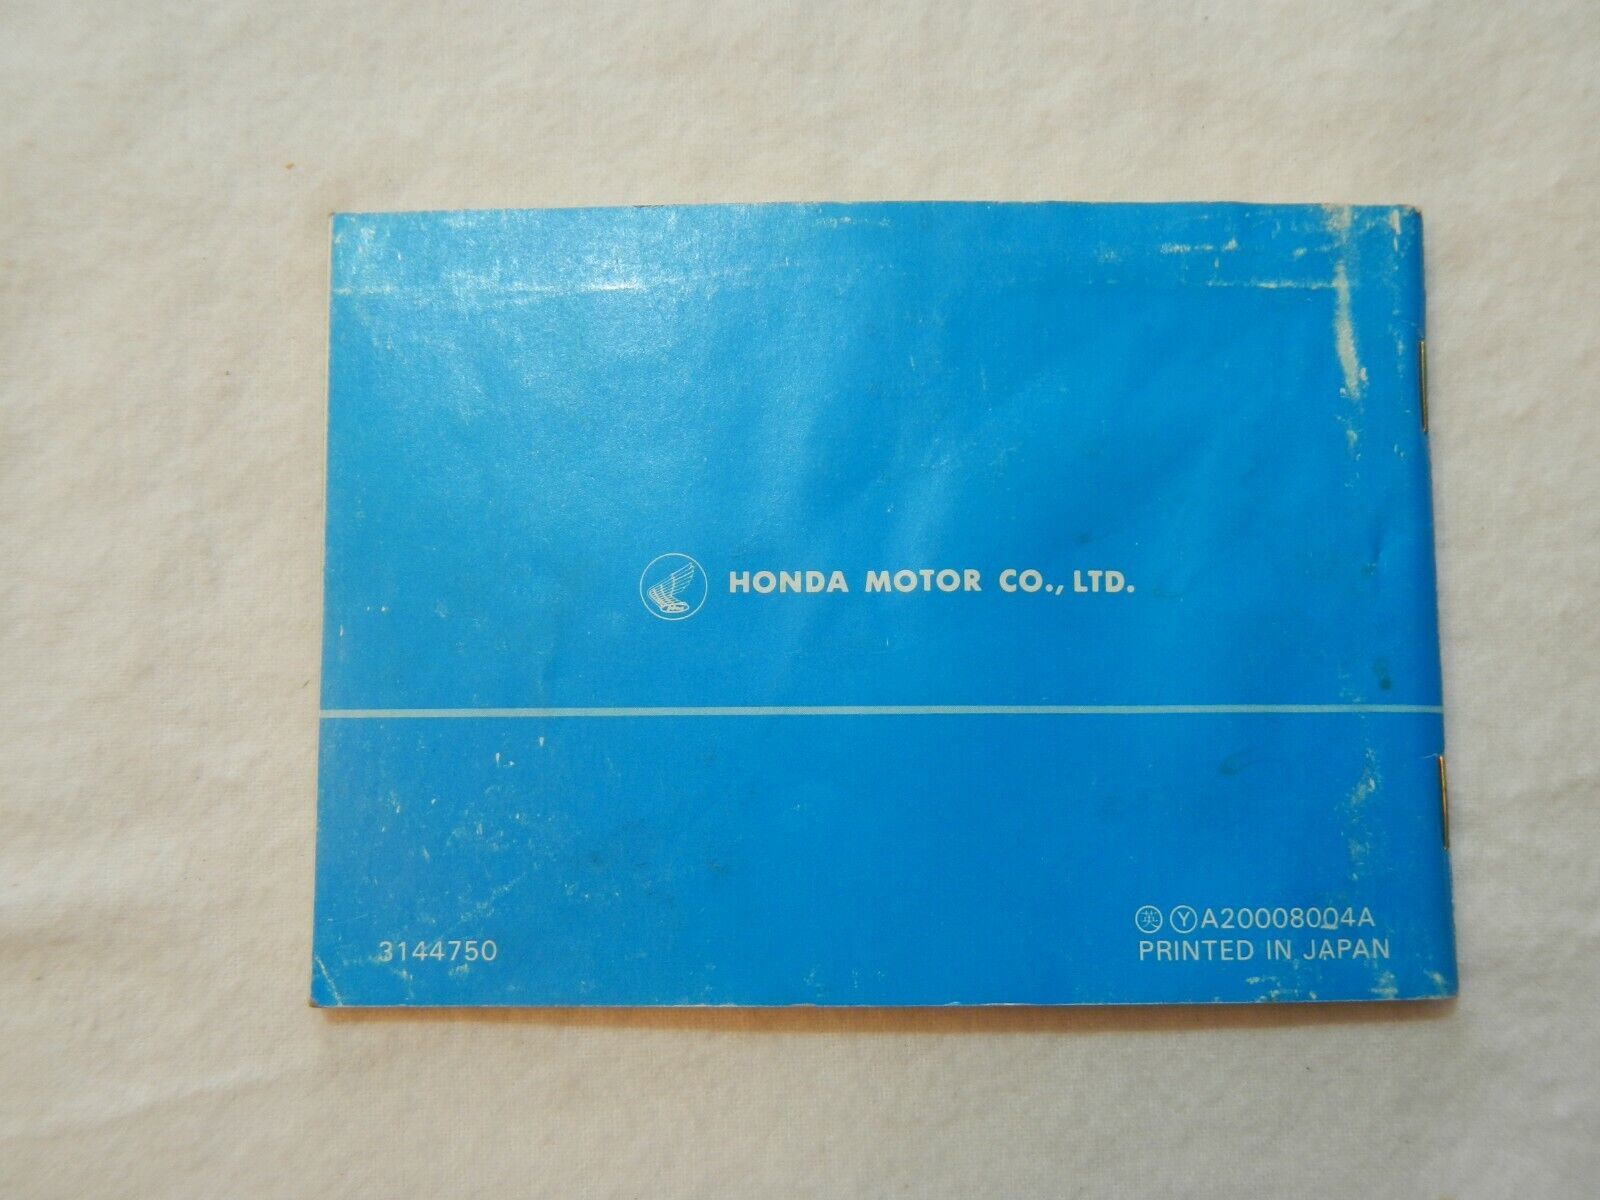 HONDA MOTOR CO., LTD.
3144750
英 Y A20008004A
PRINTED IN JAPAN